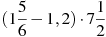 (1 5/6 − 1, 2) · 7 1/2